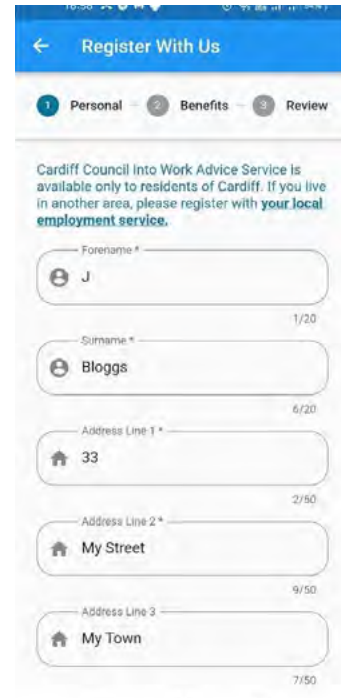 Register With Us
1 Personal 2 Benefits 3 Review
Cardiff Council Into Work Advice Service is
available only to residents of Cardiff. If you live
in another area, please register with your local
employment service.
Forename *
J
1/20
Surname *
Bloggs
6/20
Address Line 1 *
33
2/50
Address Line 2 *
My Street
9/50
Address Line 3
My Town
7/50